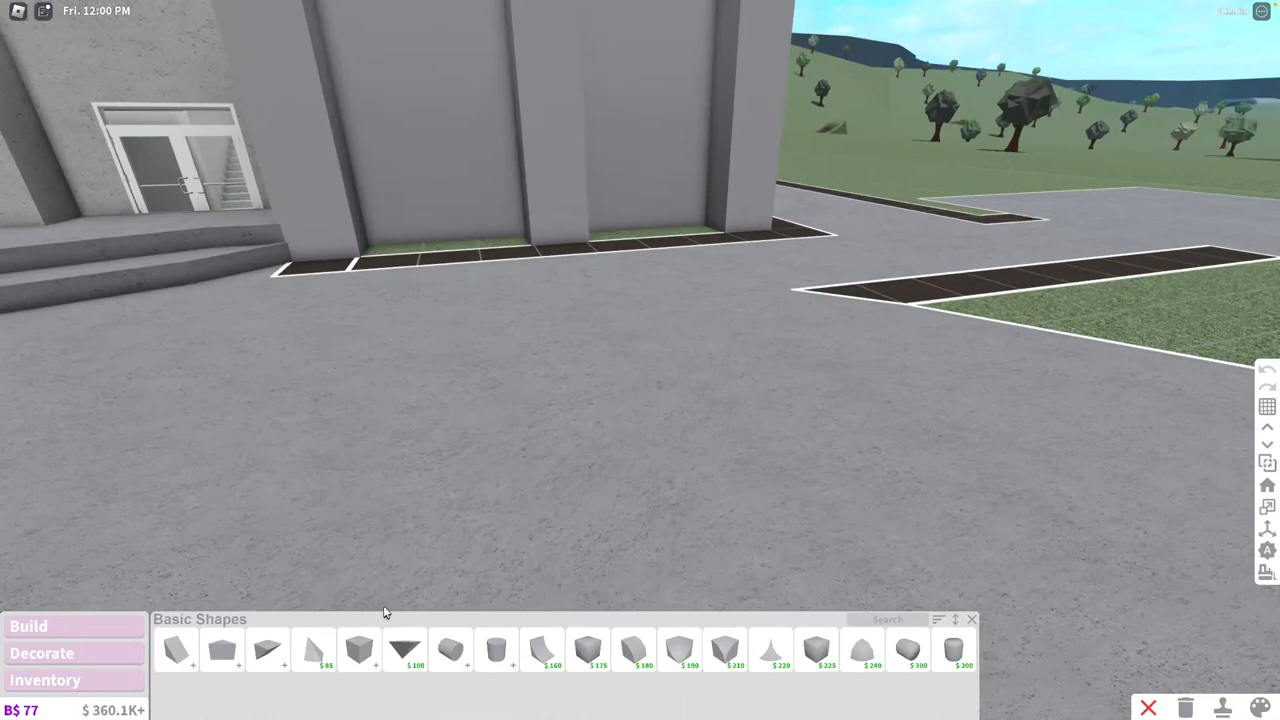 Fri. 12:00 PM
Basic Shapes
Search
$ 85
$ 100
$ 160
$ 175
$ 180
$ 190
$ 210
$ 220
$ 225
$ 240
$ 300
$ 300
Build
Decorate
Inventory
B$ 77
$ 360.1K+